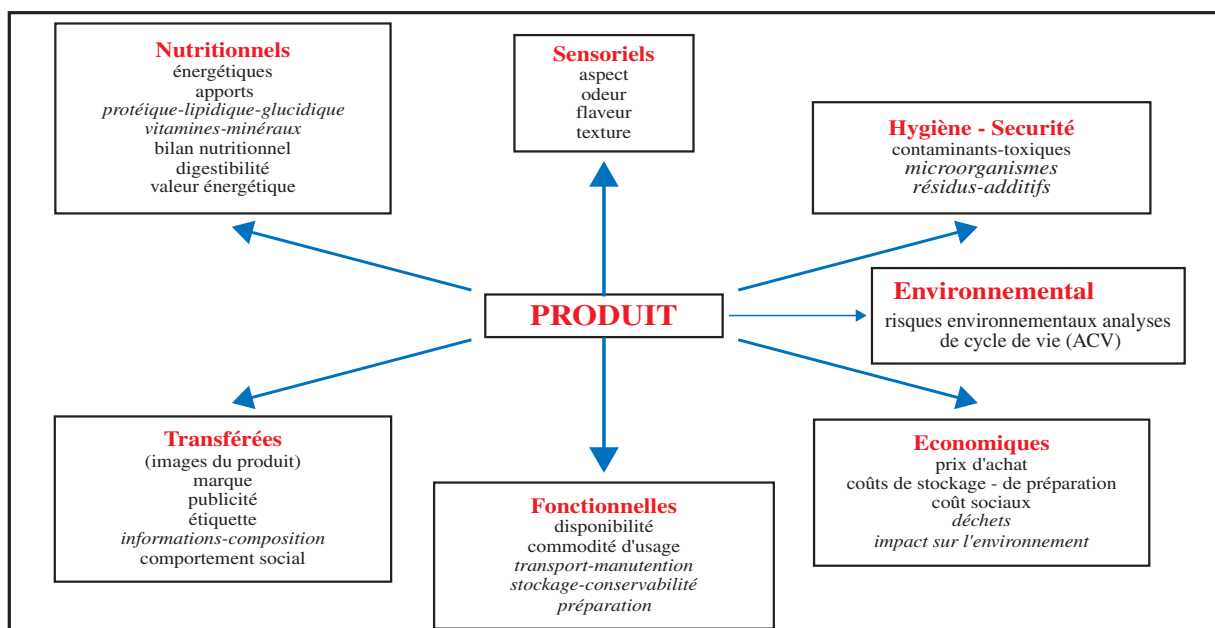 Nutritionnels
énergétiques
apports
protéique-lipidique-glucidique
vitamines-minéraux
bilan nutritionnel
digestibilité
valeur énergétique
Sensoriels
aspect
odeur
flaveur
texture
Hygiène - Securité
contaminants-toxiques
microorganismes
résidus-additifs
PRODUIT
Environnemental
risques environnementaux analyses
de cycle de vie (ACV)
Transférées
(images du produit)
marque
publicité
étiquette
informations-composition
comportement social
Fonctionnelles
disponibilité
commodité d'usage
transport-manutention
stockage-conservabilité
préparation
Economiques
prix d'achat
coûts de stockage - de préparation
coût sociaux
déchets
impact sur l'environnement